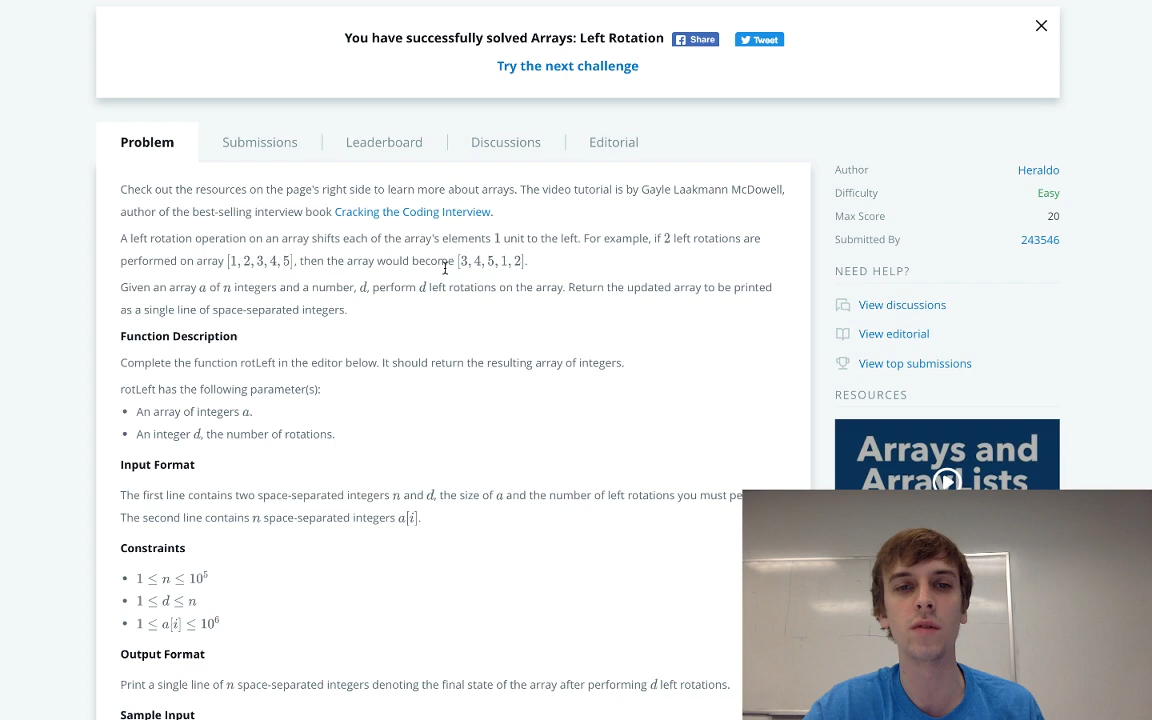 You have successfully solved Arrays: Left Rotation Share Tweet
Try the next challenge
Problem Submissions Leaderboard Discussions Editorial
Check out the resources on the page's right side to learn more about arrays. The video tutorial is by Gayle Laakmann McDowell,
author of the best-selling interview book Cracking the Coding Interview.
A left rotation operation on an array shifts each of the array's elements 1 unit to the left. For example, if 2 left rotations are
performed on array [1, 2, 3, 4, 5], then the array would become [3, 4, 5, 1, 2].
Given an array a of n integers and a number, d, perform d left rotations on the array. Return the updated array to be printed
as a single line of space-separated integers.
Function Description
Complete the function rotLeft in the editor below. It should return the resulting array of integers.
rotLeft has the following parameter(s):
• An array of integers a.
• An integer d, the number of rotations.
Input Format
The first line contains two space-separated integers n and d, the size of a and the number of left rotations you must pe
The second line contains n space-separated integers a[i].
Constraints
• 1 ≤ n ≤ 10⁵
• 1 ≤ d ≤ n
• 1 ≤ a[i] ≤ 10⁶
Output Format
Print a single line of n space-separated integers denoting the final state of the array after performing d left rotations.
Sample Input
Author Heraldo
Difficulty Easy
Max Score 20
Submitted By 243546
NEED HELP?
View discussions
View editorial
View top submissions
RESOURCES
Arrays and
ArrayLists